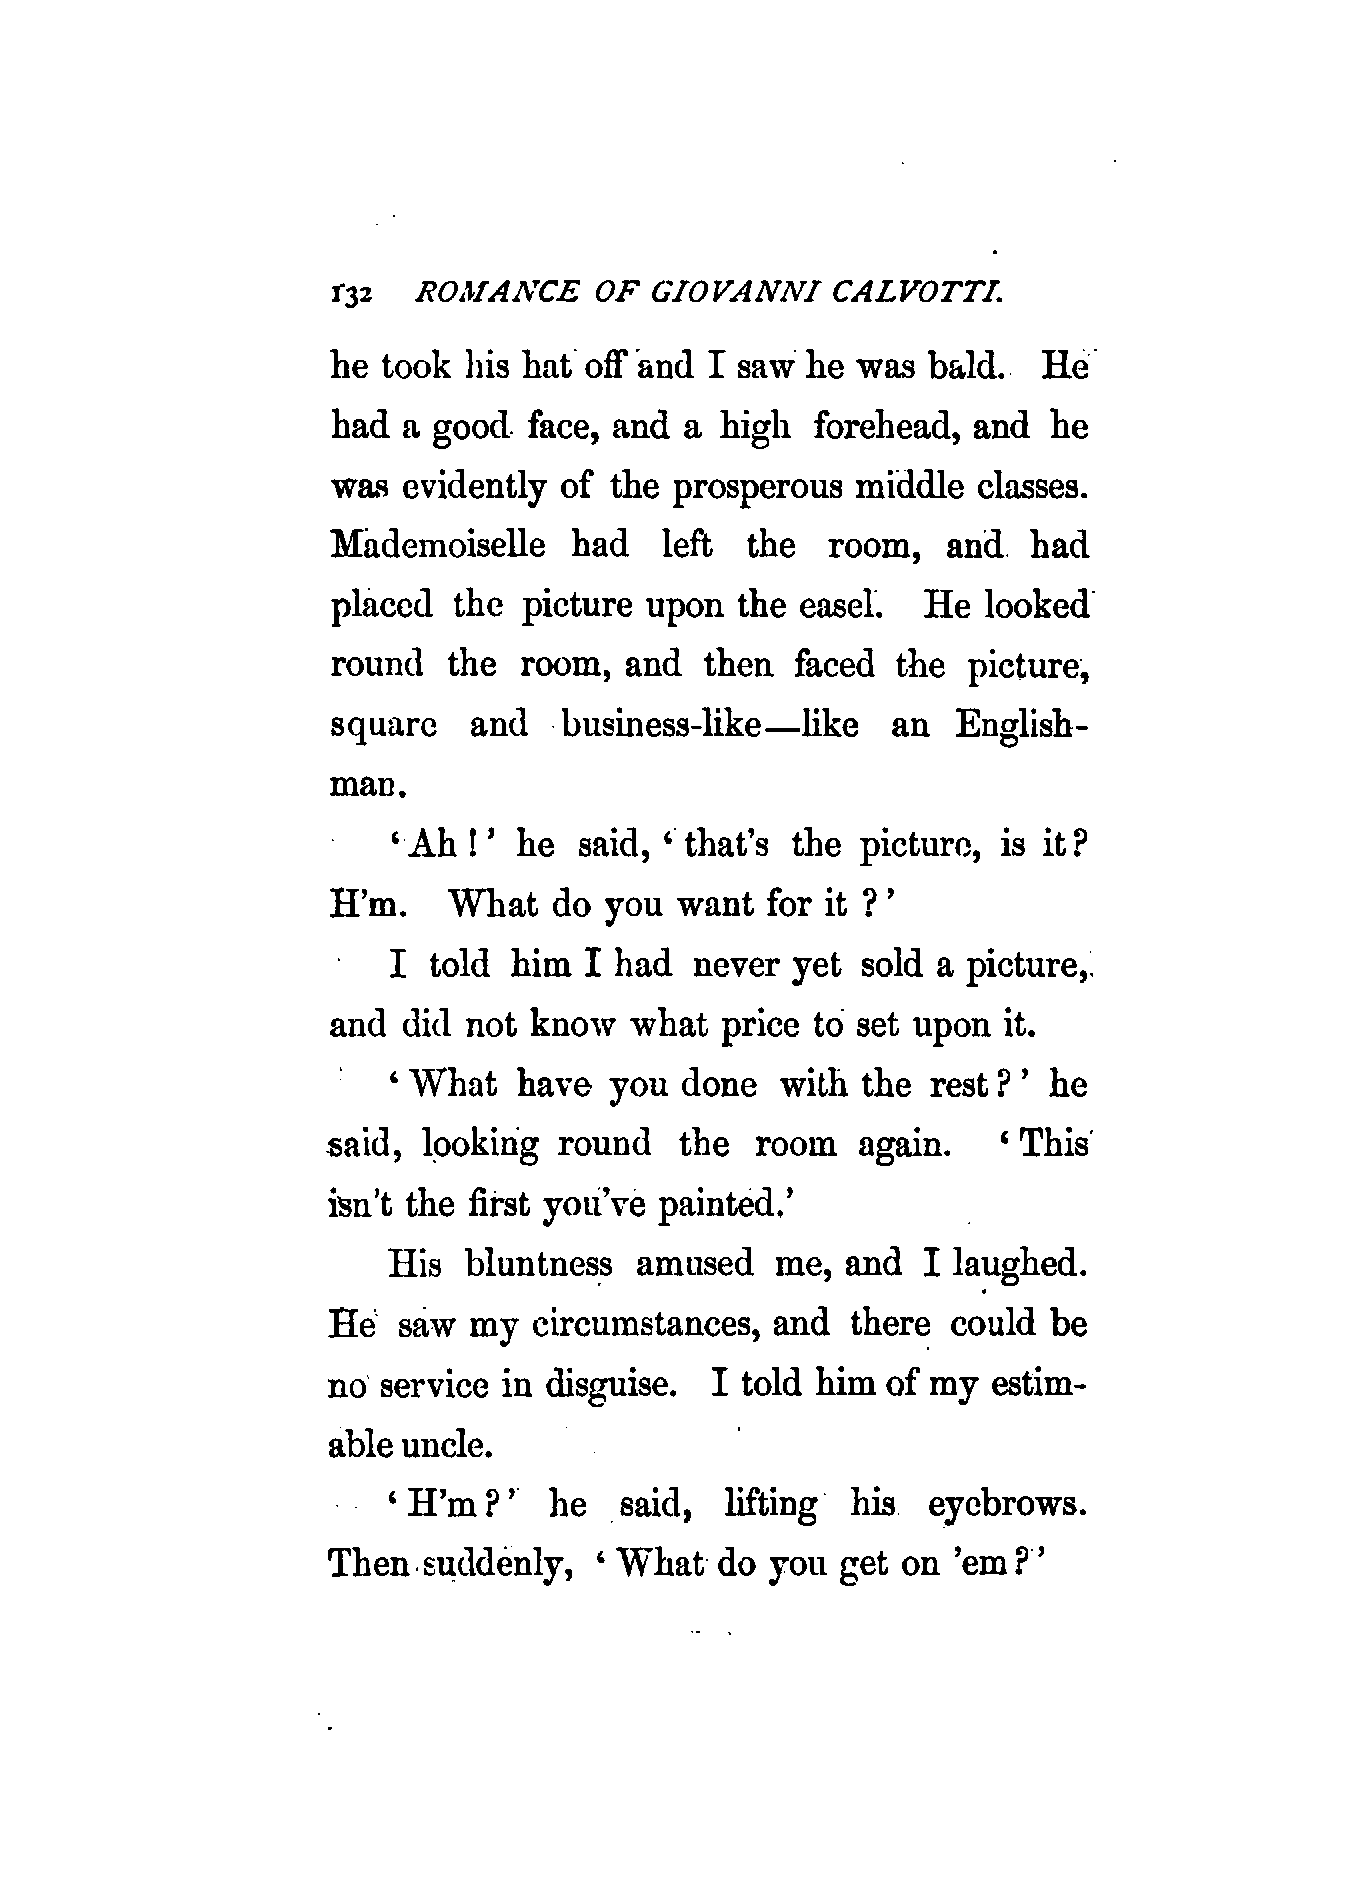 132 ROMANCE OF GIOVANNI CALVOTTI.
he took his hat off and I saw he was bald. He
had a good face, and a high forehead, and he
was evidently of the prosperous middle classes.
Mademoiselle had left the room, and had
placed the picture upon the easel. He looked
round the room, and then faced the picture,
square and business-like—like an English-
man.
‘Ah!’ he said, ‘that's the picture, is it?
H’m. What do you want for it?’
I told him I had never yet sold a picture,
and did not know what price to set upon it.
‘What have you done with the rest?’ he
said, looking round the room again. ‘This
isn't the first you’ve painted.’
His bluntness amused me, and I laughed.
He saw my circumstances, and there could be
no service in disguise. I told him of my estim-
able uncle.
‘H’m?’ he said, lifting his eyebrows.
Then suddenly, ‘What do you get on ’em?’